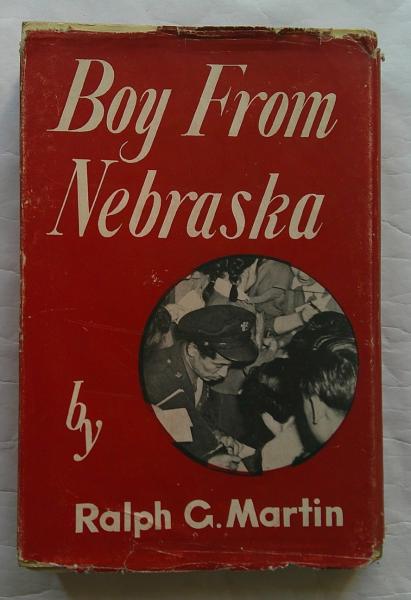 Boy From
Nebraska
by
Ralph G. Martin